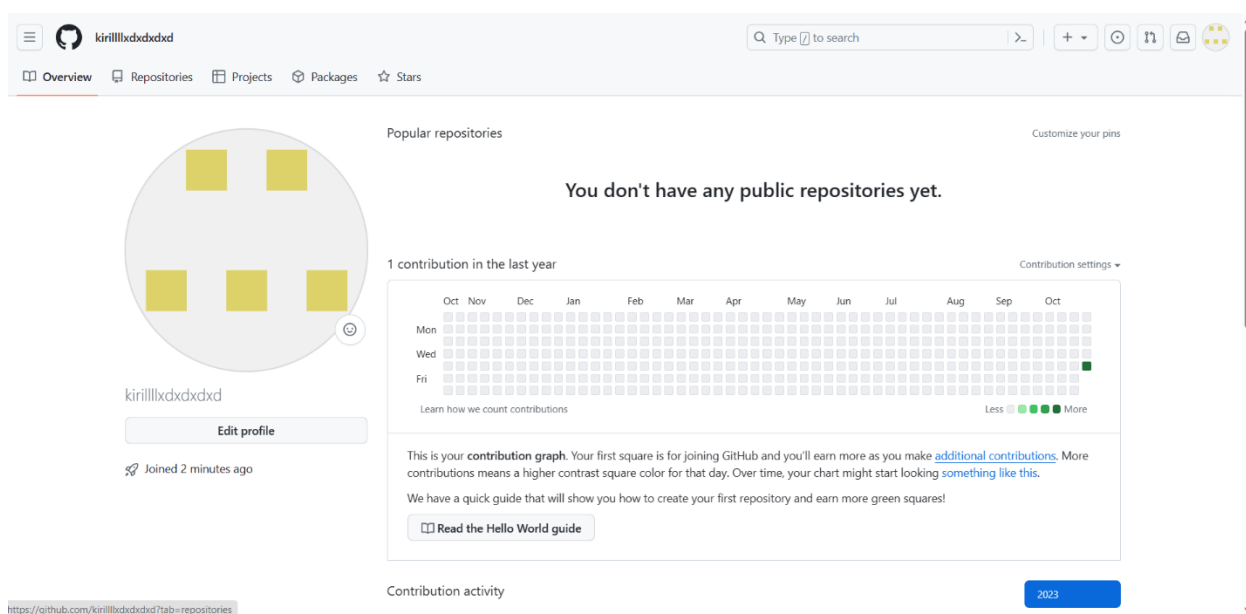 kirillllxdxdxdxd
Type / to search
Overview
Repositories
Projects
Packages
Stars
Popular repositories
Customize your pins
You don't have any public repositories yet.
1 contribution in the last year
Contribution settings
Oct Nov Dec Jan Feb Mar Apr May Jun Jul Aug Sep Oct
Mon
Wed
Fri
Learn how we count contributions
Less More
This is your contribution graph. Your first square is for joining GitHub and you'll earn more as you make additional contributions. More
contributions means a higher contrast square color for that day. Over time, your chart might start looking something like this.
We have a quick guide that will show you how to create your first repository and earn more green squares!
Read the Hello World guide
kirillllxdxdxdxd
Edit profile
Joined 2 minutes ago
Contribution activity
2023
https://github.com/kirillllxdxdxdxd?tab=repositories